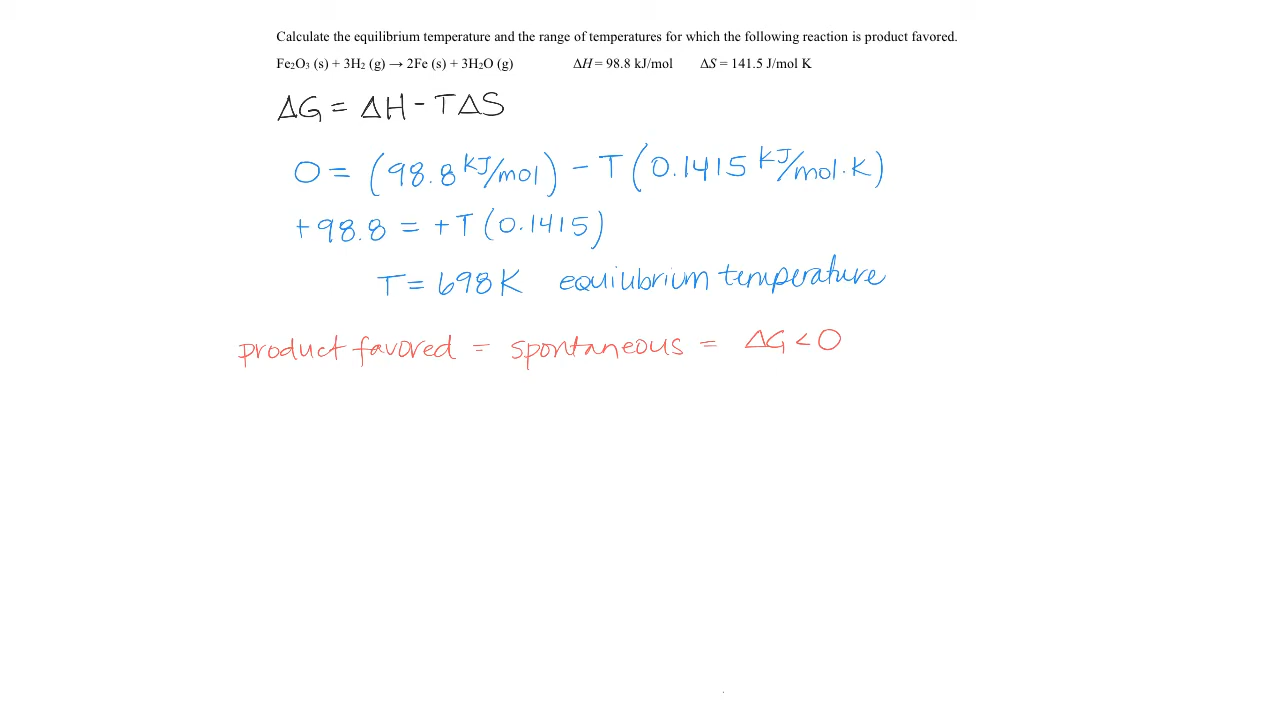 Calculate the equilibrium temperature and the range of temperatures for which the following reaction is product favored.
Fe₂O₃ (s) + 3H₂ (g) → 2Fe (s) + 3H₂O (g) ΔH = 98.8 kJ/mol ΔS = 141.5 J/mol K
ΔG = ΔH - TΔS
0 = (98.8 kJ/mol) - T(0.1415 kJ/mol·K)
+98.8 = +T(0.1415)
T = 698K equilibrium temperature
product favored = spontaneous = ΔG < 0